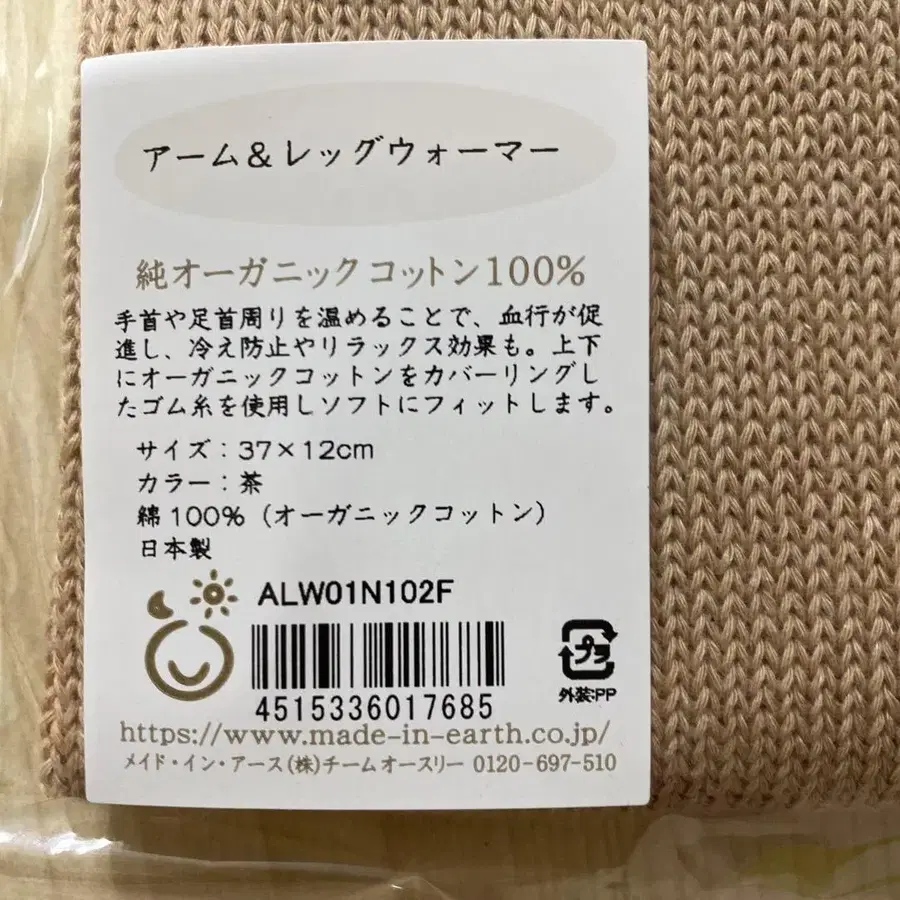 アーム＆レッグウォーマー
純オーガニックコットン100%
手首や足首周りを温めることで、血行が促
進し、冷え防止やリラックス効果も。上下
にオーガニックコットンをカバーリングし
たゴム糸を使用しソフトにフィットします。
サイズ：37×12cm
カラー：茶
綿100%（オーガニックコットン）
日本製
ALW01N102F
4515336017685
プラ
外装:PP
https://www.made-in-earth.co.jp/
メイド・イン・アース(株)チームオースリー 0120-697-510